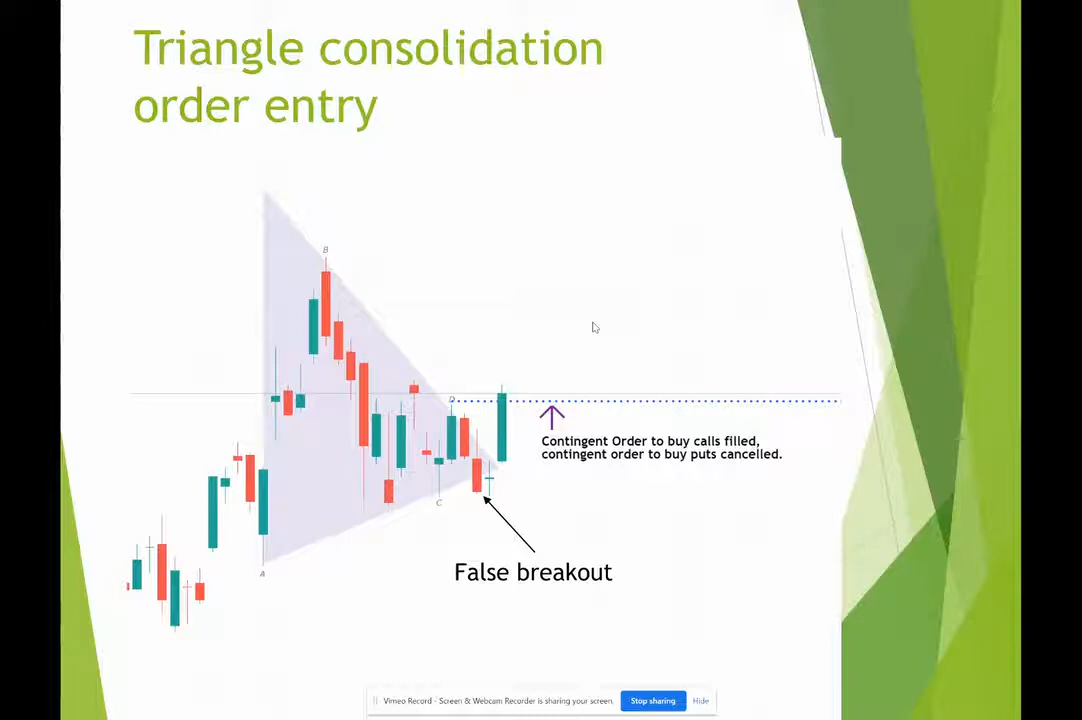 Triangle consolidation
order entry
B
D
Contingent Order to buy calls filled,
contingent order to buy puts cancelled.
C
False breakout
A
Vimeo Record - Screen & Webcam Recorder is sharing your screen.
Stop sharing
Hide